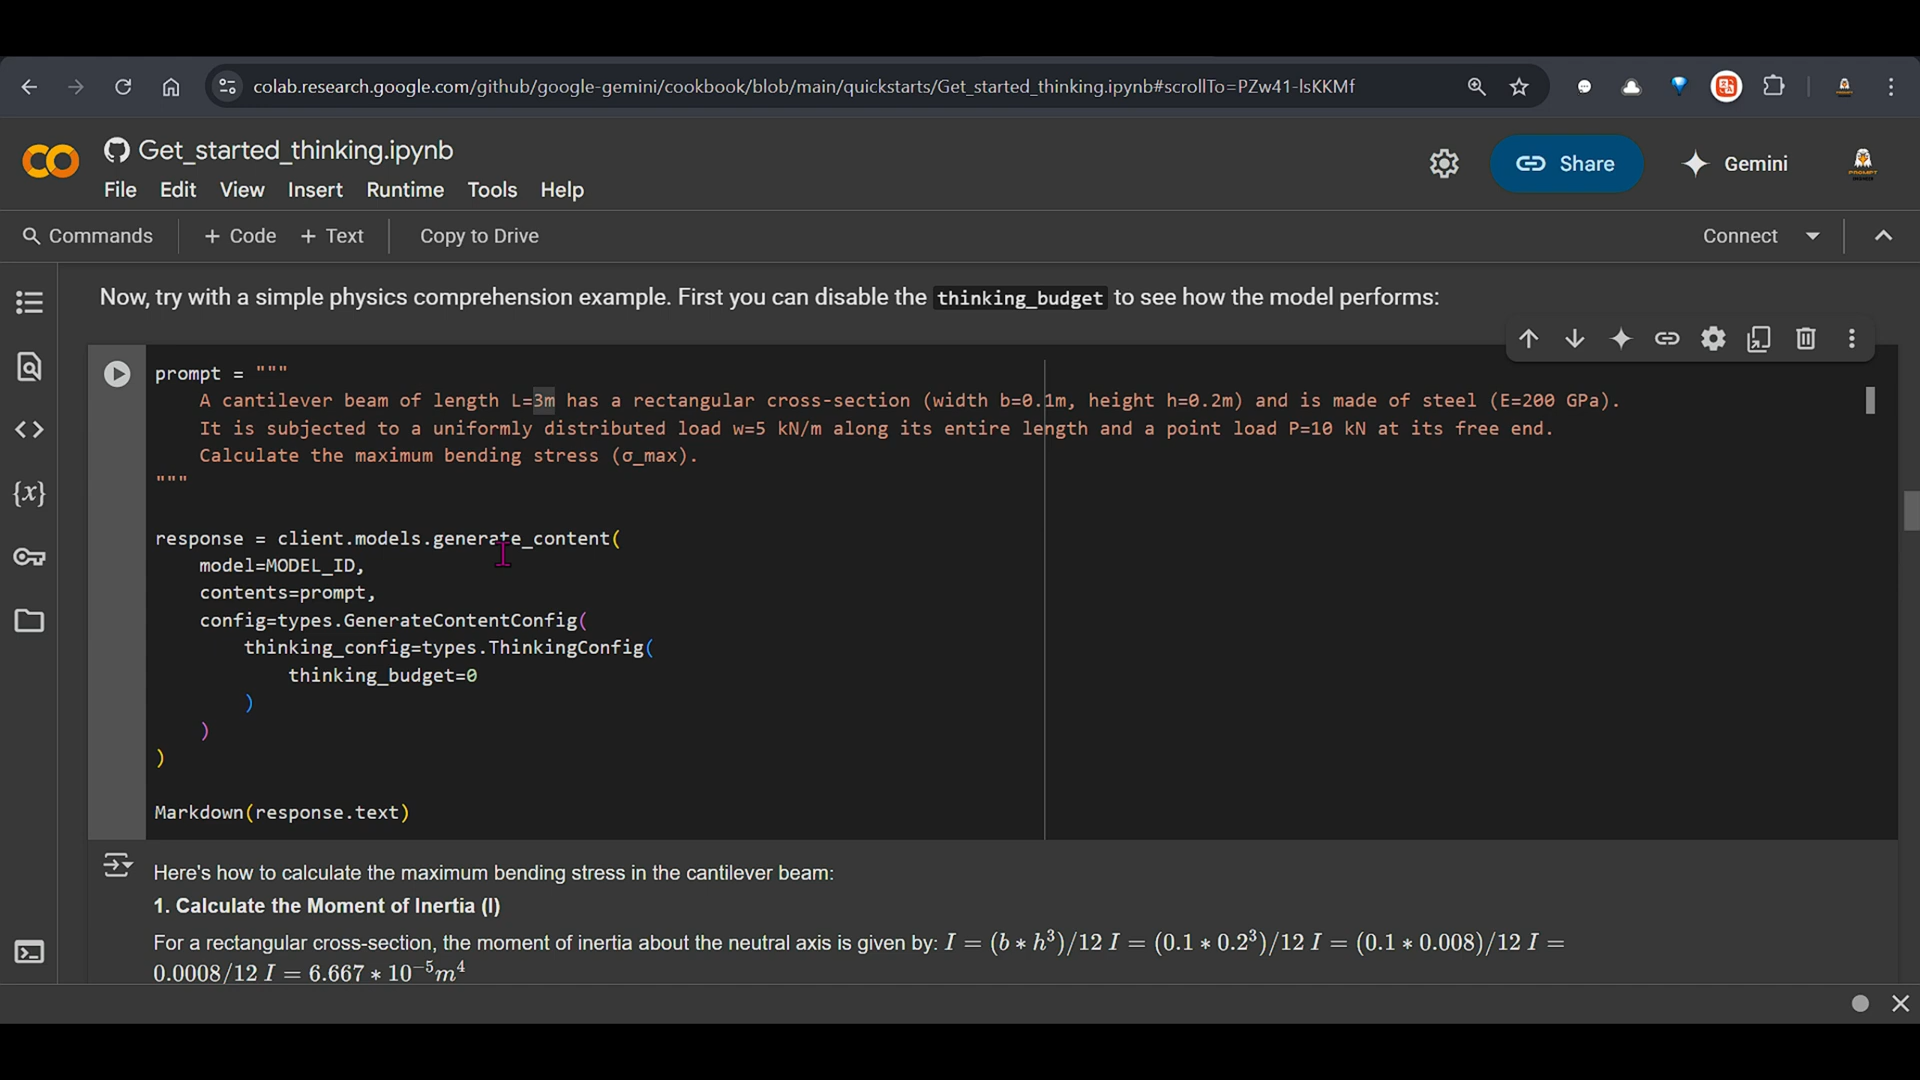 colab.research.google.com/github/google-gemini/cookbook/blob/main/quickstarts/Get_started_thinking.ipynb#scrollTo=PZw41-lsKKMf
Get_started_thinking.ipynb
File Edit View Insert Runtime Tools Help
Share
Gemini
Commands
+ Code + Text
Copy to Drive
Connect
Now, try with a simple physics comprehension example. First you can disable the thinking_budget to see how the model performs:
prompt = """
A cantilever beam of length L=3m has a rectangular cross-section (width b=0.1m, height h=0.2m) and is made of steel (E=200 GPa).
It is subjected to a uniformly distributed load w=5 kN/m along its entire length and a point load P=10 kN at its free end.
Calculate the maximum bending stress (σ_max).
"""
response = client.models.generate_content(
model=MODEL_ID,
contents=prompt,
config=types.GenerateContentConfig(
thinking_config=types.ThinkingConfig(
thinking_budget=0
)
)
)
Markdown(response.text)
Here's how to calculate the maximum bending stress in the cantilever beam:
1. Calculate the Moment of Inertia (I)
For a rectangular cross-section, the moment of inertia about the neutral axis is given by: I = (b ∗ h³)/12 I = (0.1 ∗ 0.2³)/12 I = (0.1 ∗ 0.008)/12 I =
0.0008/12 I = 6.667 ∗ 10⁻⁵m⁴